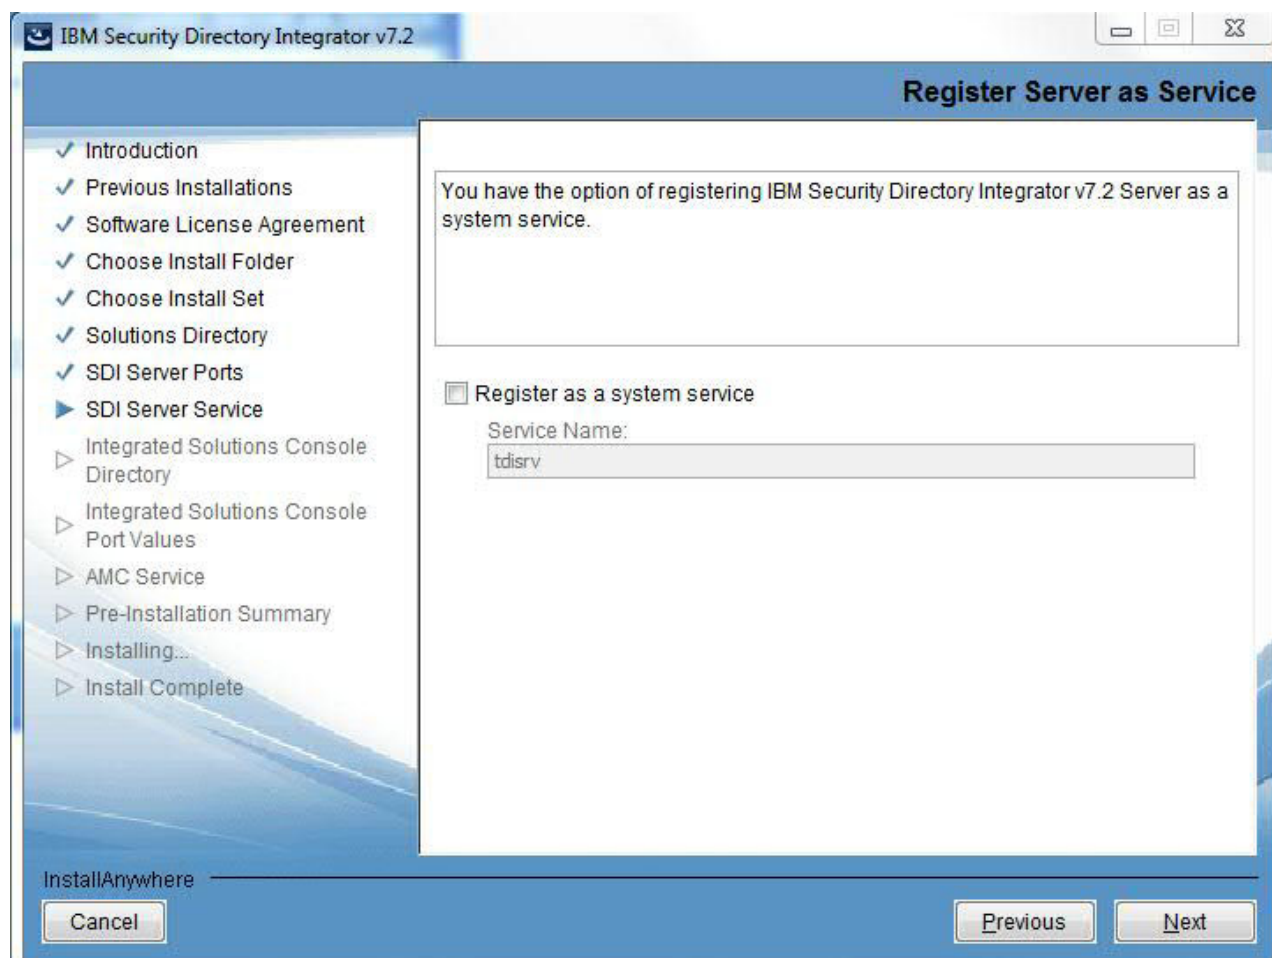 IBM Security Directory Integrator v7.2
Register Server as Service
Introduction
Previous Installations
Software License Agreement
Choose Install Folder
Choose Install Set
Solutions Directory
SDI Server Ports
SDI Server Service
Integrated Solutions Console
Directory
Integrated Solutions Console
Port Values
AMC Service
Pre-Installation Summary
Installing...
Install Complete
You have the option of registering IBM Security Directory Integrator v7.2 Server as a
system service.
Register as a system service
Service Name:
tdisrv
InstallAnywhere
Cancel
Previous
Next